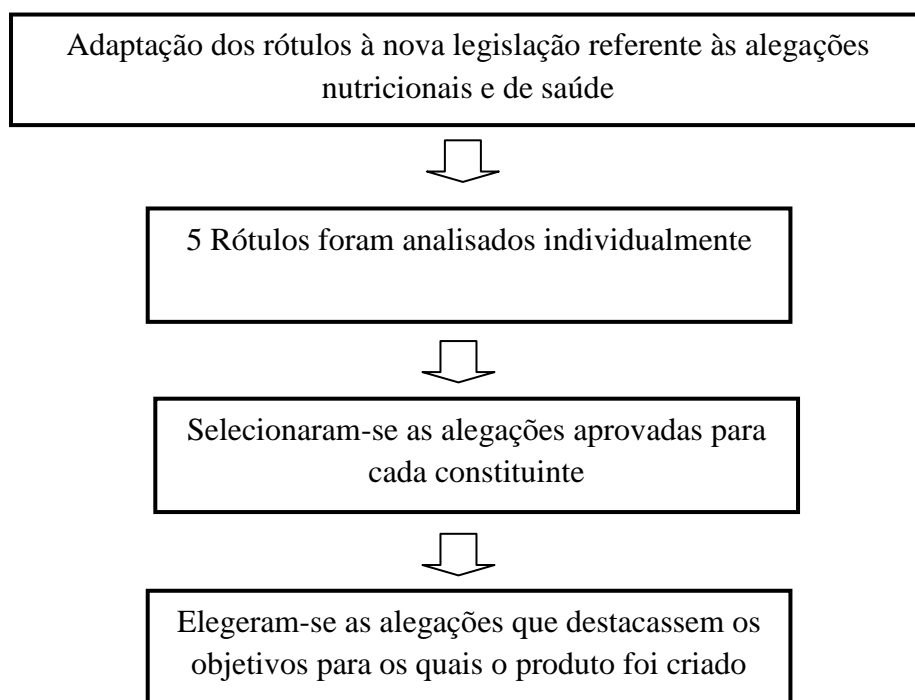 Adaptação dos rótulos à nova legislação referente às alegações
nutricionais e de saúde
5 Rótulos foram analisados individualmente
Selecionaram-se as alegações aprovadas para
cada constituinte
Elegeram-se as alegações que destacassem os
objetivos para os quais o produto foi criado